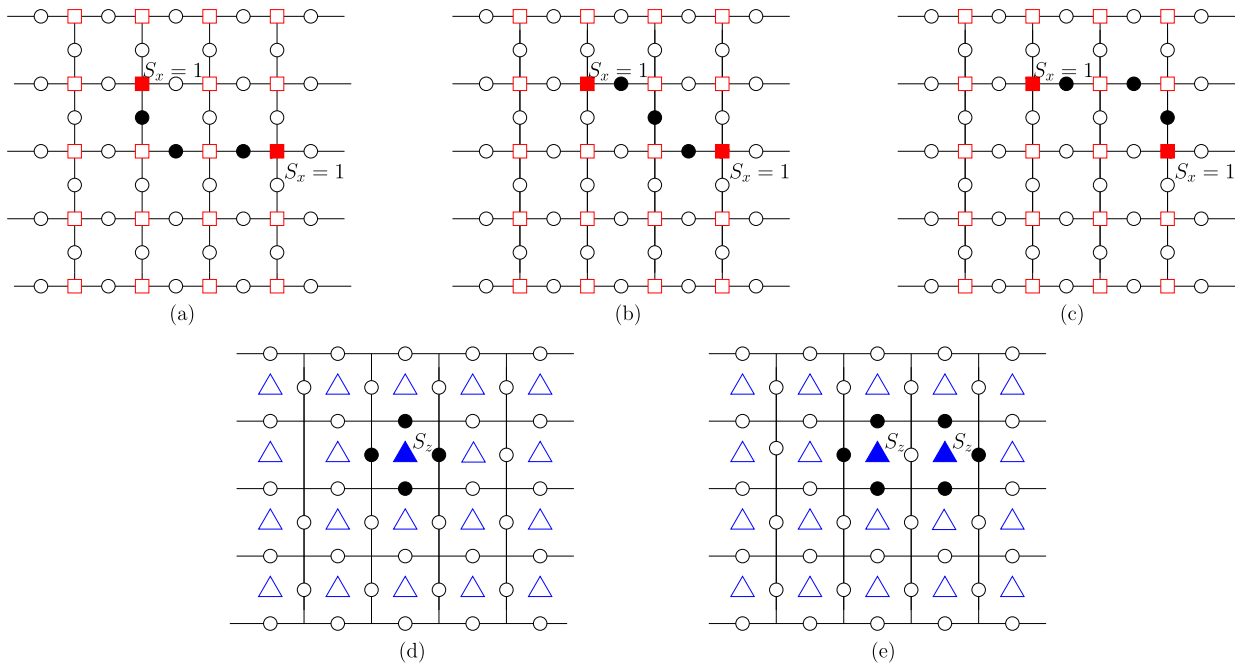 S_x = 1
S_x = 1
S_x = 1
S_x = 1
S_x = 1
S_x = 1
(a)
(b)
(c)
S_z
S_z
S_z
(d)
(e)